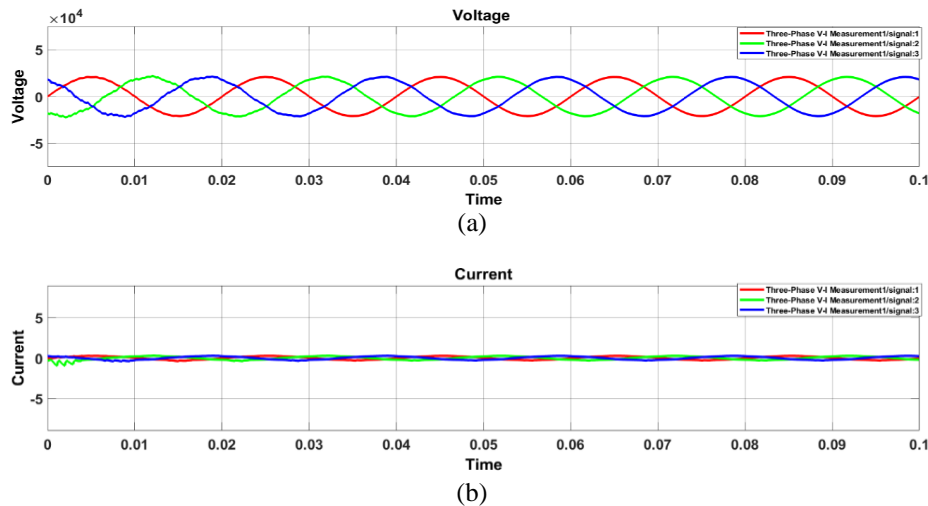 Voltage
×10⁴
Three-Phase V-I Measurement1/signal:1
Three-Phase V-I Measurement1/signal:2
Three-Phase V-I Measurement1/signal:3
5
0
-5
Voltage
0 0.01 0.02 0.03 0.04 0.05 0.06 0.07 0.08 0.09 0.1
Time
(a)
Current
Three-Phase V-I Measurement1/signal:1
Three-Phase V-I Measurement1/signal:2
Three-Phase V-I Measurement1/signal:3
5
0
-5
Current
0 0.01 0.02 0.03 0.04 0.05 0.06 0.07 0.08 0.09 0.1
Time
(b)